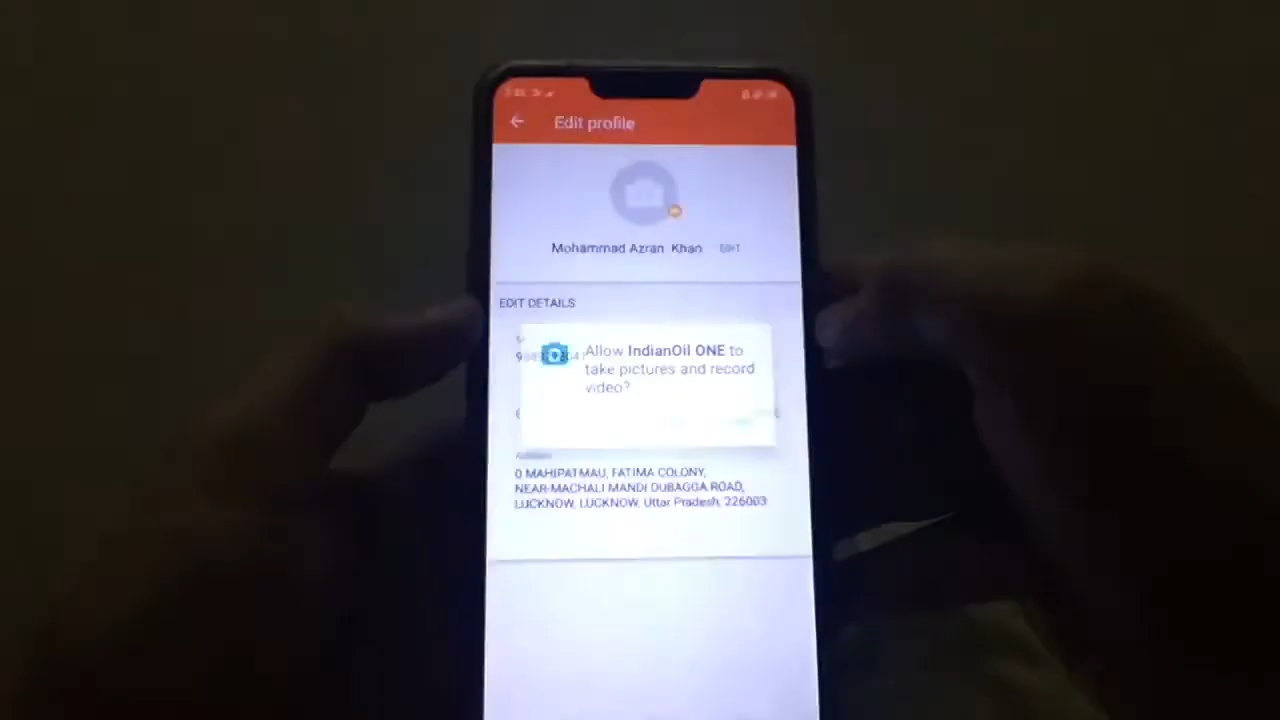 Edit profile
Mohammad Azran Khan EDIT
EDIT DETAILS
Allow IndianOil ONE to
take pictures and record
video?
Address
0 MAHIPATMAU, FATIMA COLONY,
NEAR-MACHALI MANDI DUBAGGA ROAD,
LUCKNOW, LUCKNOW, Uttar Pradesh, 226003